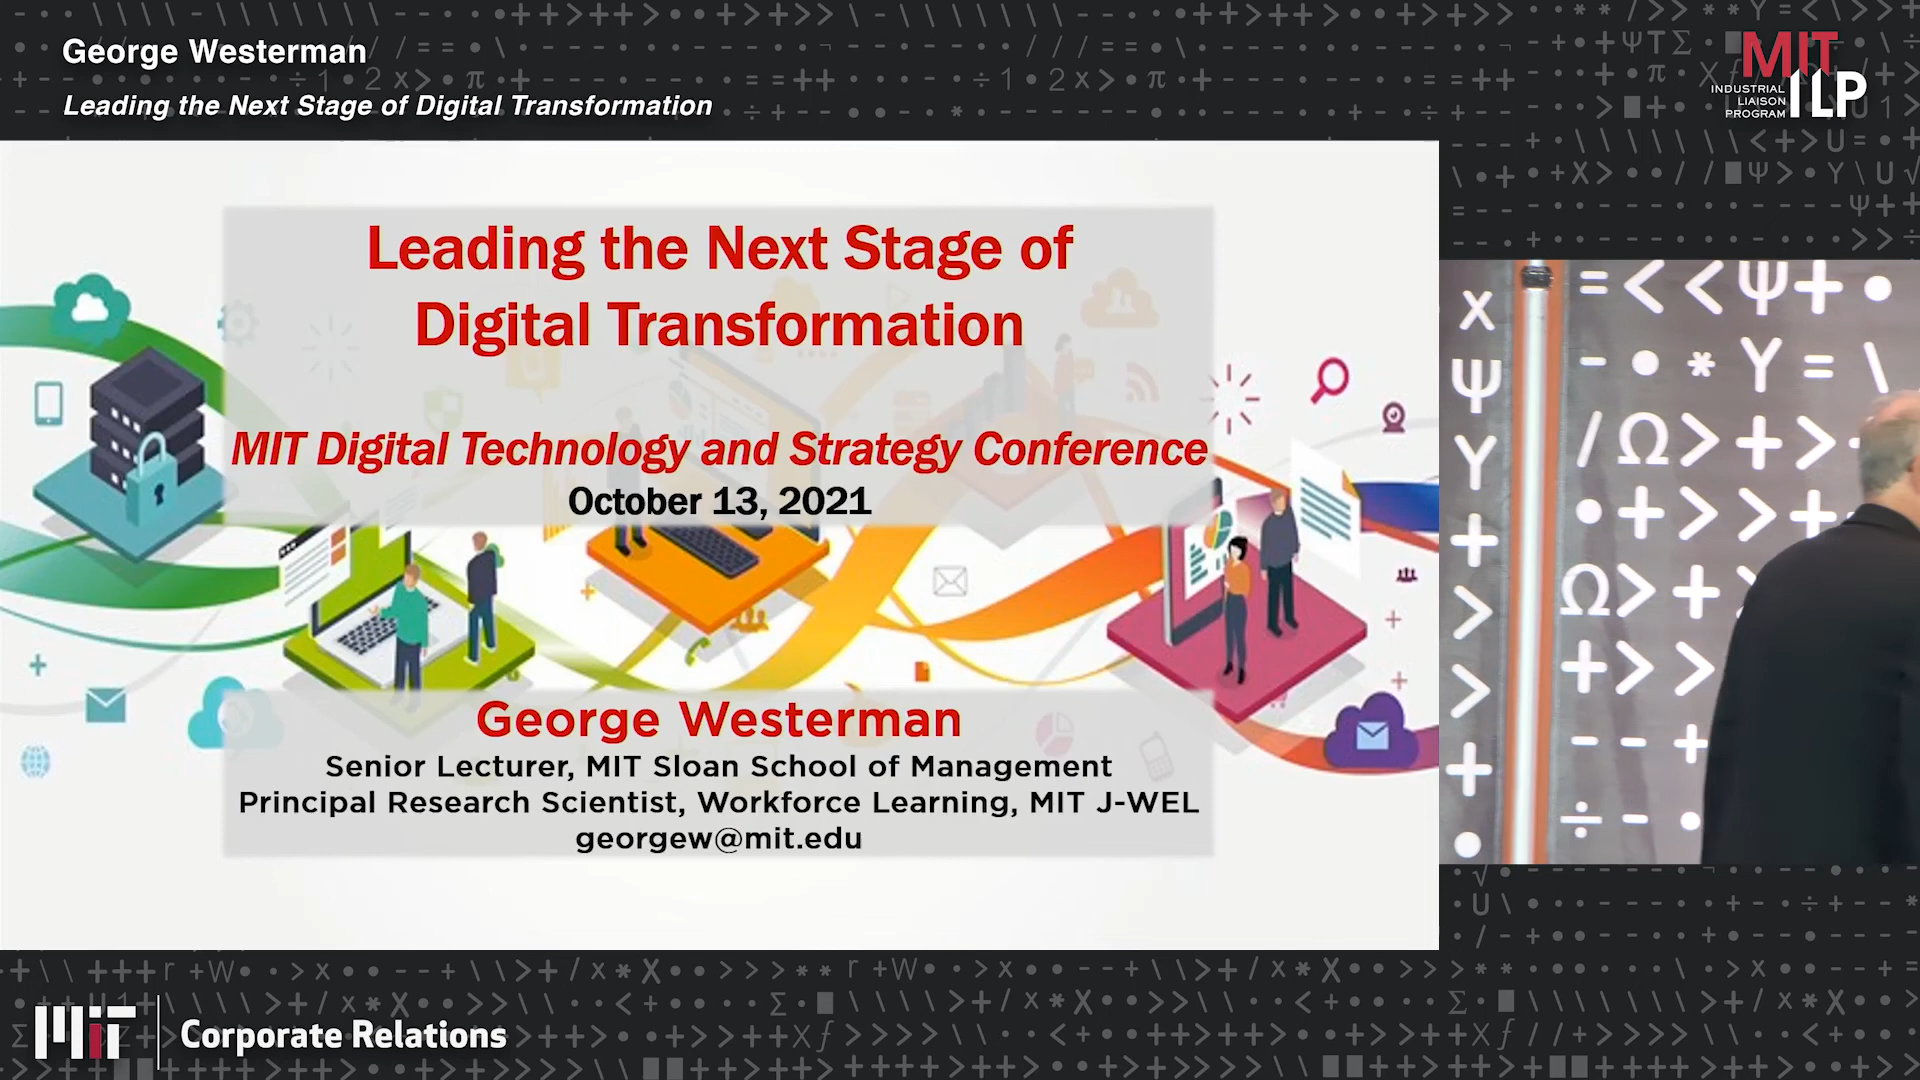 George Westerman
Leading the Next Stage of Digital Transformation
MIT
ILP
INDUSTRIAL
LIAISON
PROGRAM
Leading the Next Stage of
Digital Transformation
MIT Digital Technology and Strategy Conference
October 13, 2021
George Westerman
Senior Lecturer, MIT Sloan School of Management
Principal Research Scientist, Workforce Learning, MIT J-WEL
georgew@mit.edu
MIT
Corporate Relations